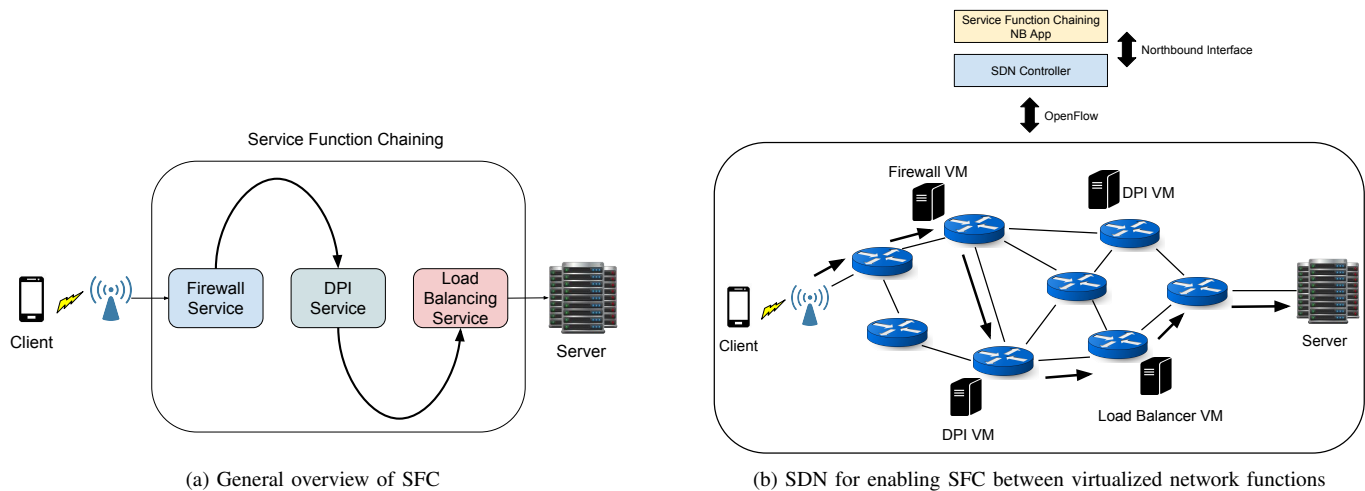 Service Function Chaining
Firewall
Service
DPI
Service
Load
Balancing
Service
Client
Server
(a) General overview of SFC
Service Function Chaining
NB App
Northbound Interface
SDN Controller
OpenFlow
Firewall VM
DPI VM
Client
Server
DPI VM
Load Balancer VM
(b) SDN for enabling SFC between virtualized network functions